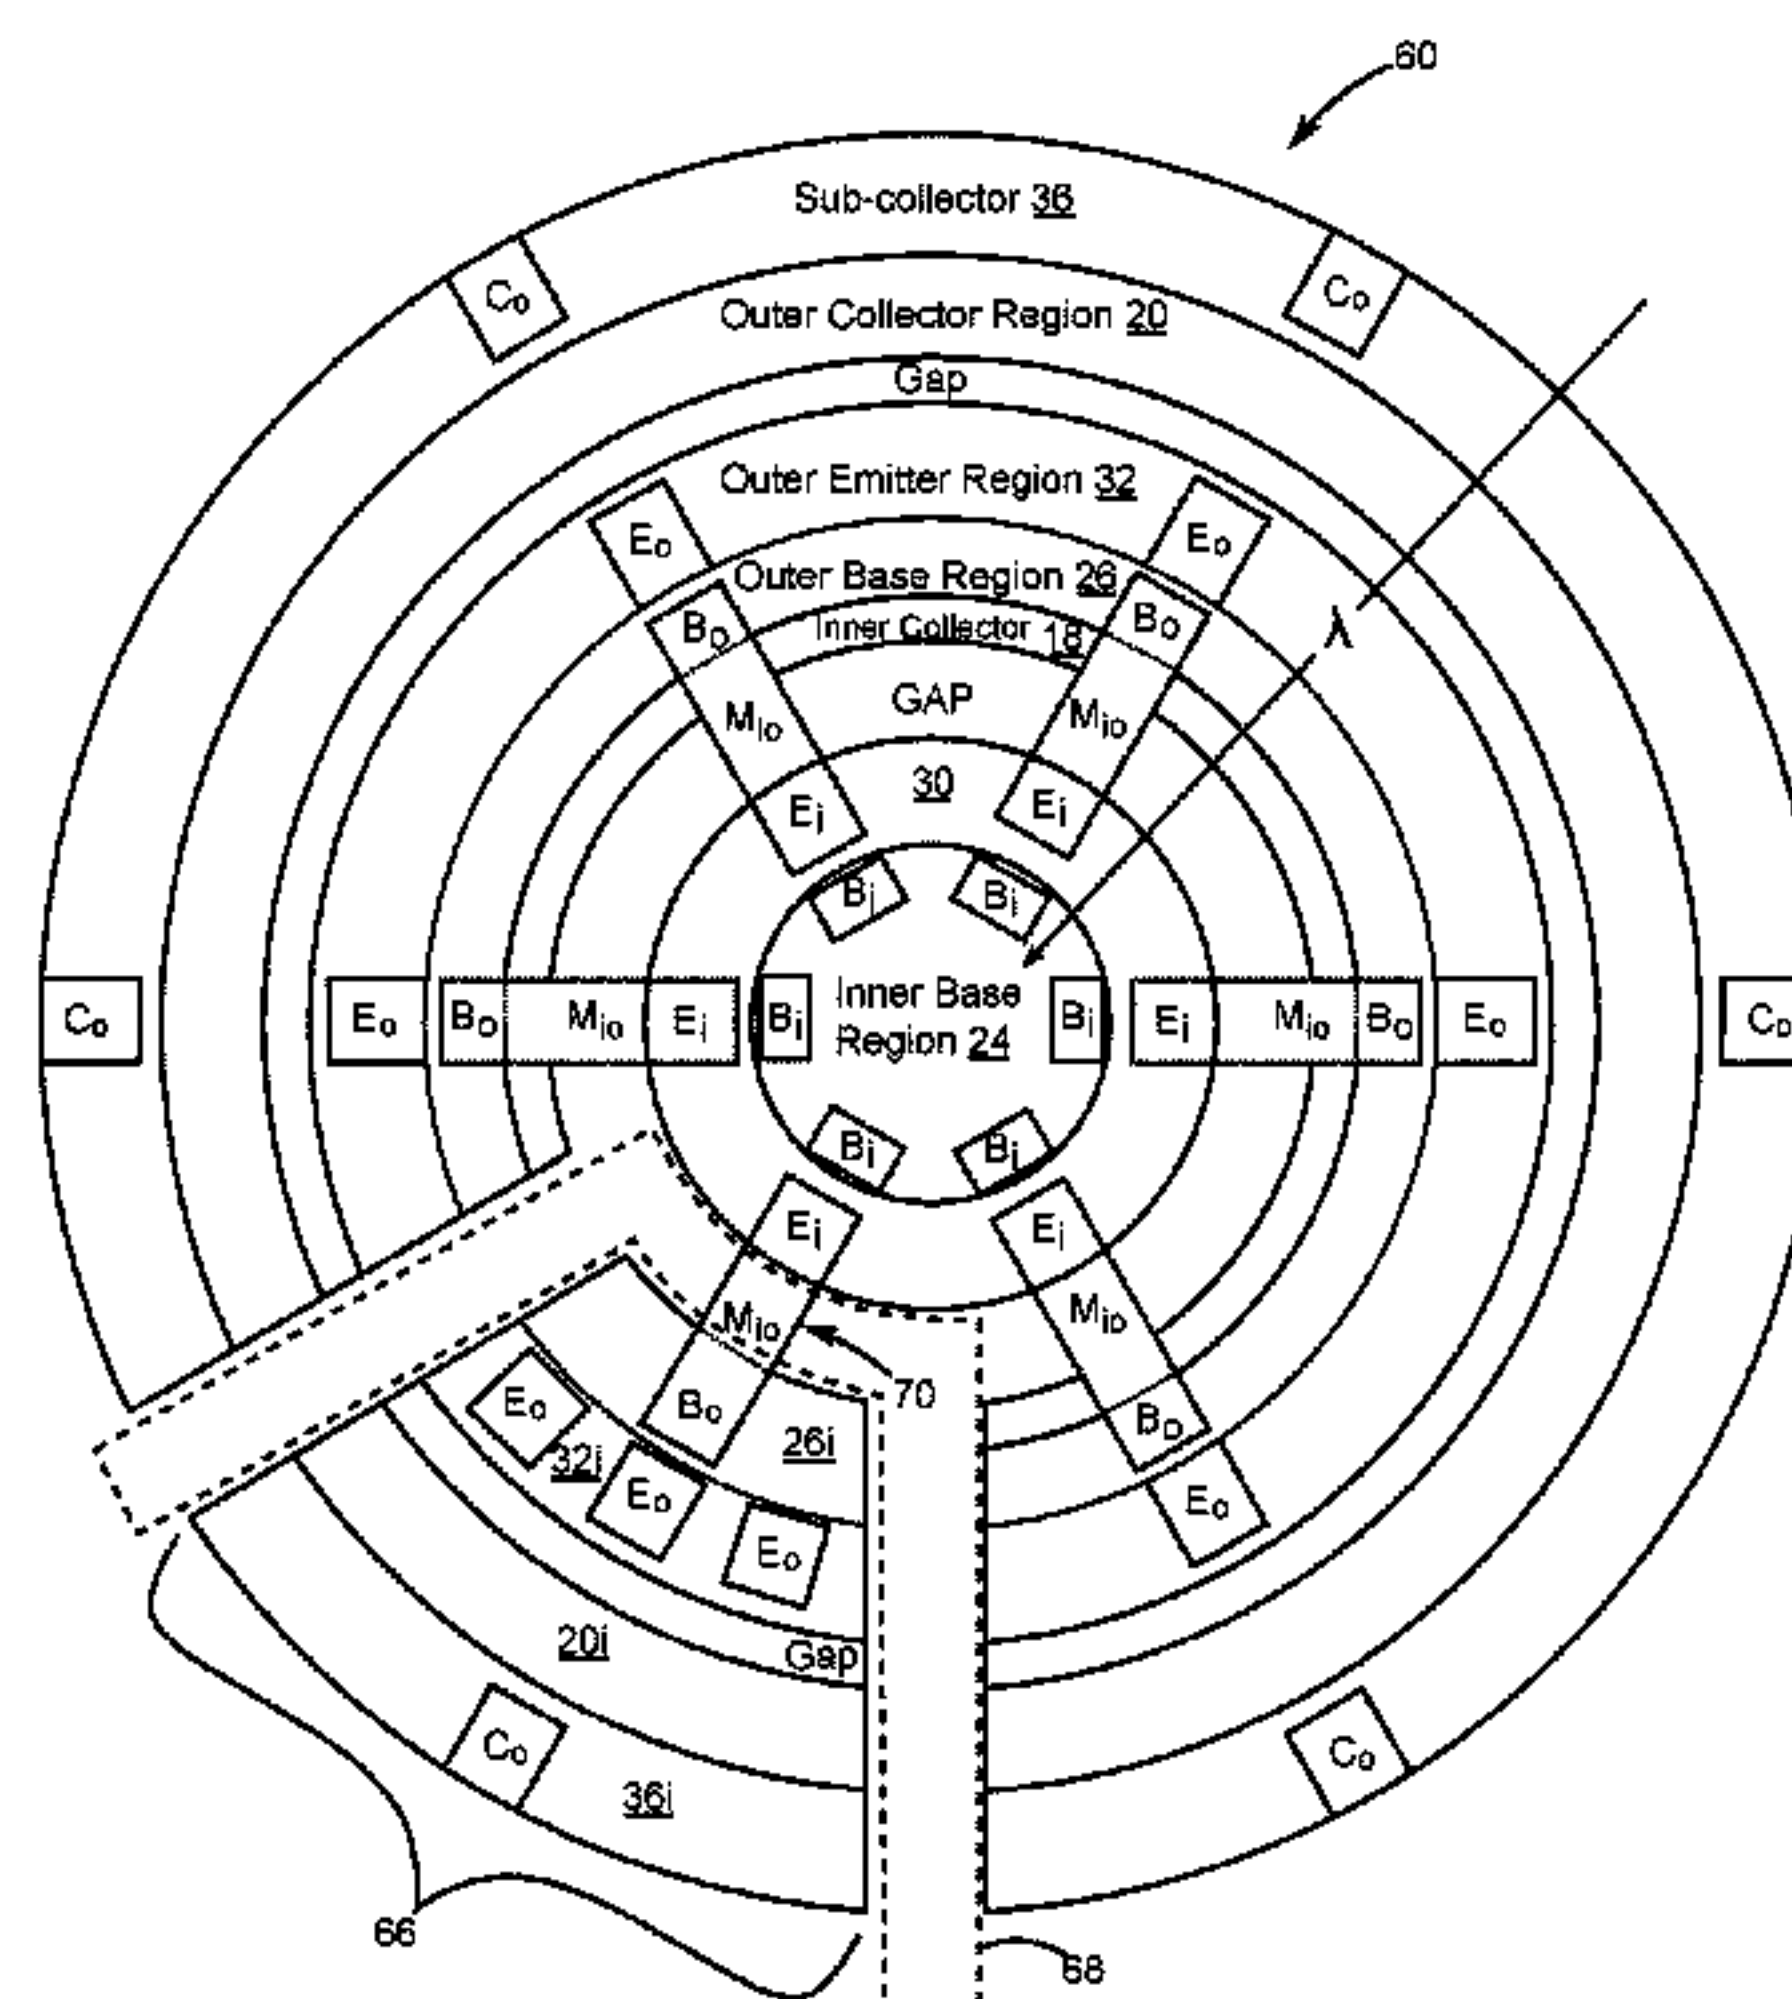 60
Sub-collector 36
Co Co
Outer Collector Region 20
Gap
Outer Emitter Region 32
Eo Eo
Outer Base Region 26
Bo Bo
Inner Collector 18
λ
GAP
Mio Mio
30
Ei Ei
Bi Bi
Inner Base
Region 24
Co Eo Bo Mio Ei Bi Bi Ei Mio Bo Eo Co
Bi Bi
Ei Ei
Mio Mio
70
Eo Bo Bo
26i
32i
Eo Eo
Eo
20i
Gap
Co Co
36i
66
68